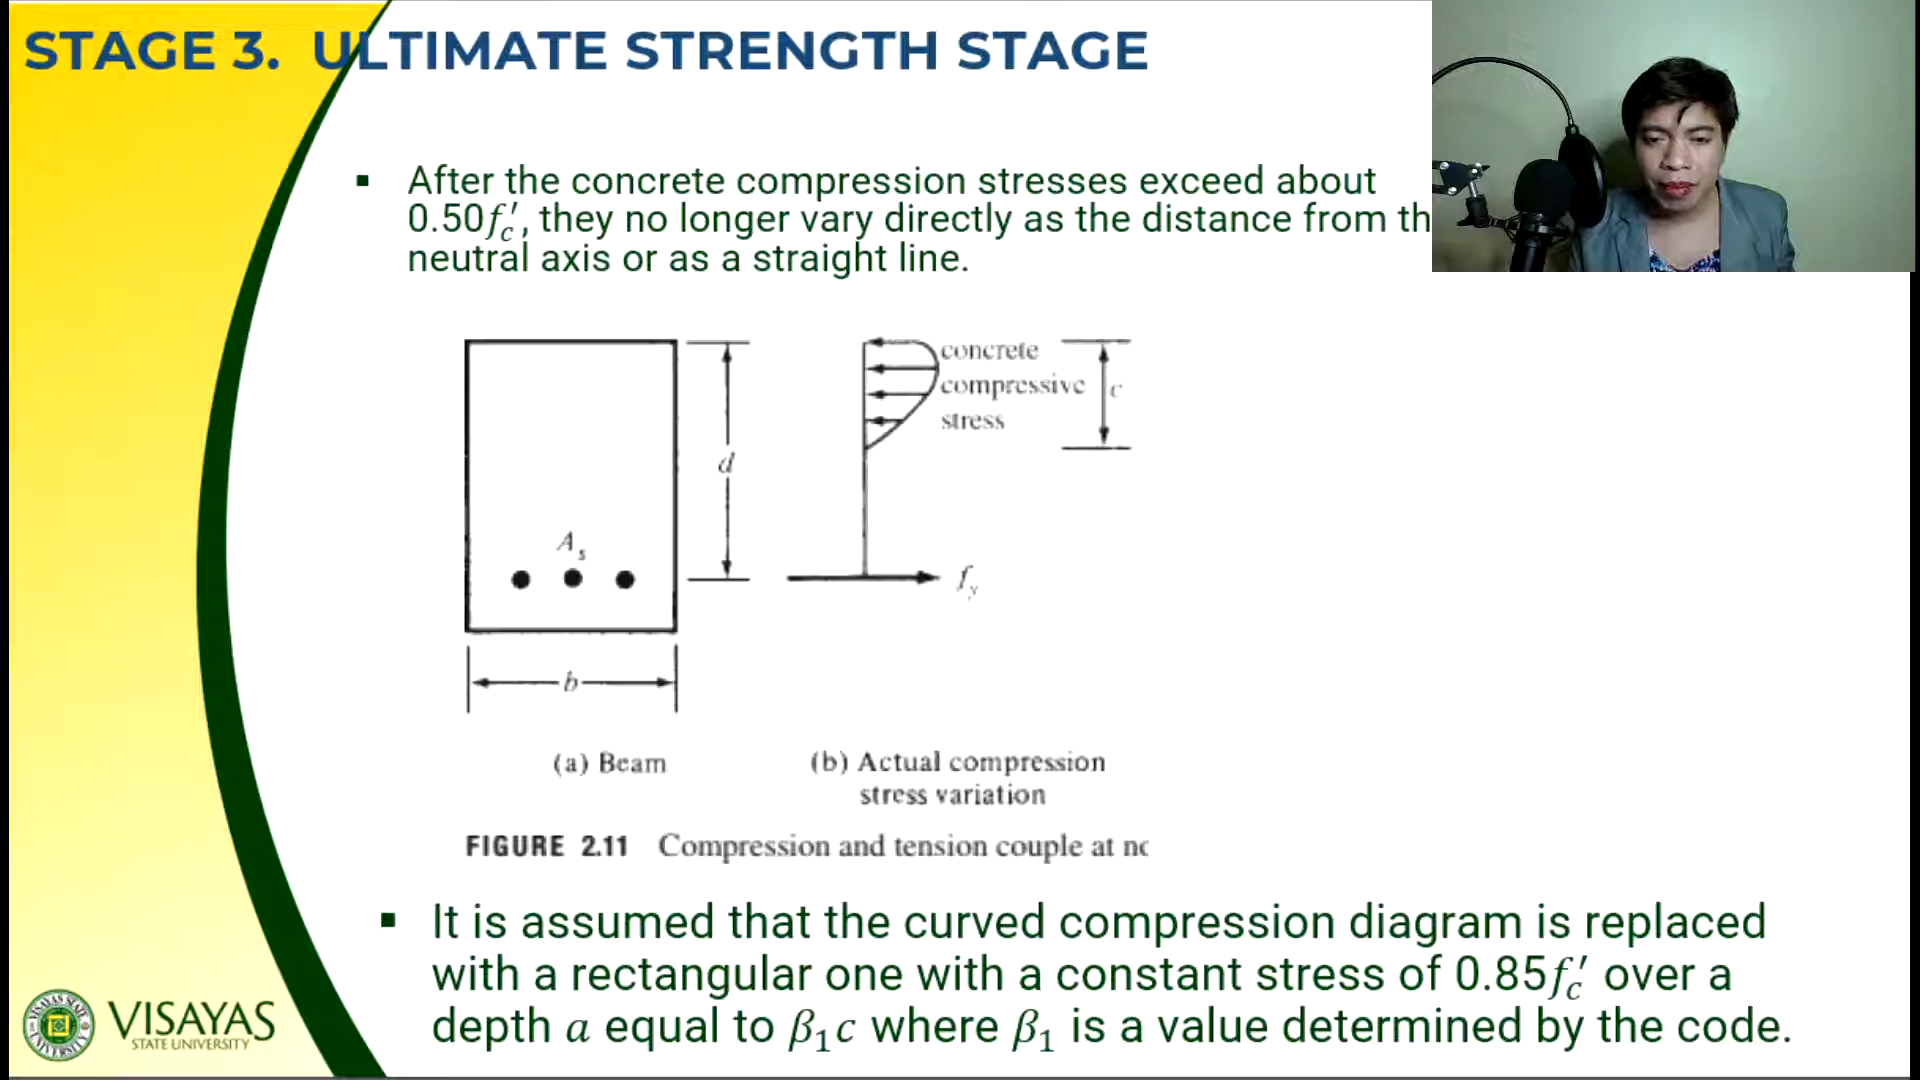 STAGE 3. ULTIMATE STRENGTH STAGE
▪ After the concrete compression stresses exceed about
0.50f′c, they no longer vary directly as the distance from th
neutral axis or as a straight line.
concrete
compressive
stress
c
d
As
fy
b
(a) Beam
(b) Actual compression
stress variation
FIGURE 2.11 Compression and tension couple at nc
▪ It is assumed that the curved compression diagram is replaced
with a rectangular one with a constant stress of 0.85f′c over a
depth a equal to β1c where β1 is a value determined by the code.
VISAYAS
STATE UNIVERSITY